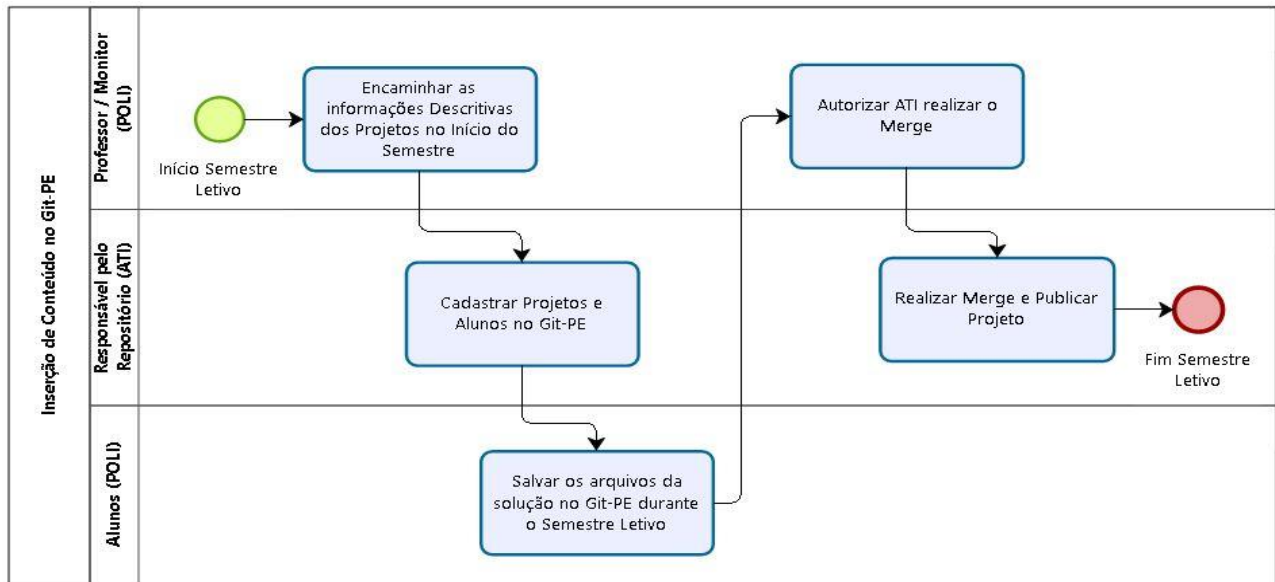 Inserção de Conteúdo no Git-PE
Professor / Monitor
(POLI)
Início Semestre
Letivo
Encaminhar as
informações Descritivas
dos Projetos no Início do
Semestre
Autorizar ATI realizar o
Merge
Responsável pelo
Repositório (ATI)
Cadastrar Projetos e
Alunos no Git-PE
Realizar Merge e Publicar
Projeto
Fim Semestre
Letivo
Alunos (POLI)
Salvar os arquivos da
solução no Git-PE durante
o Semestre Letivo